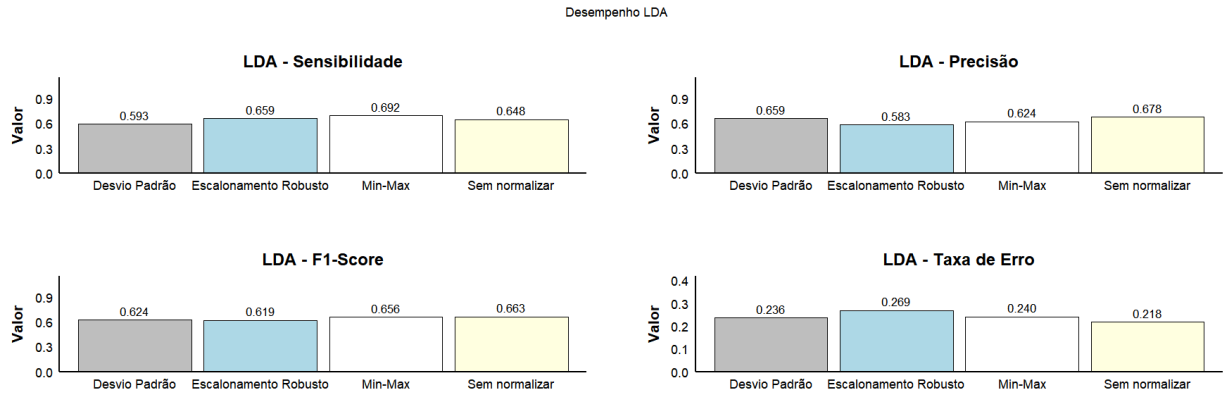 Desempenho LDA
LDA - Sensibilidade
Valor
0.9
0.6
0.3
0.0
0.593
0.659
0.692
0.648
Desvio Padrão
Escalonamento Robusto
Min-Max
Sem normalizar
LDA - Precisão
Valor
0.9
0.6
0.3
0.0
0.659
0.583
0.624
0.678
Desvio Padrão
Escalonamento Robusto
Min-Max
Sem normalizar
LDA - F1-Score
Valor
0.9
0.6
0.3
0.0
0.624
0.619
0.656
0.663
Desvio Padrão
Escalonamento Robusto
Min-Max
Sem normalizar
LDA - Taxa de Erro
Valor
0.4
0.3
0.2
0.1
0.0
0.236
0.269
0.240
0.218
Desvio Padrão
Escalonamento Robusto
Min-Max
Sem normalizar